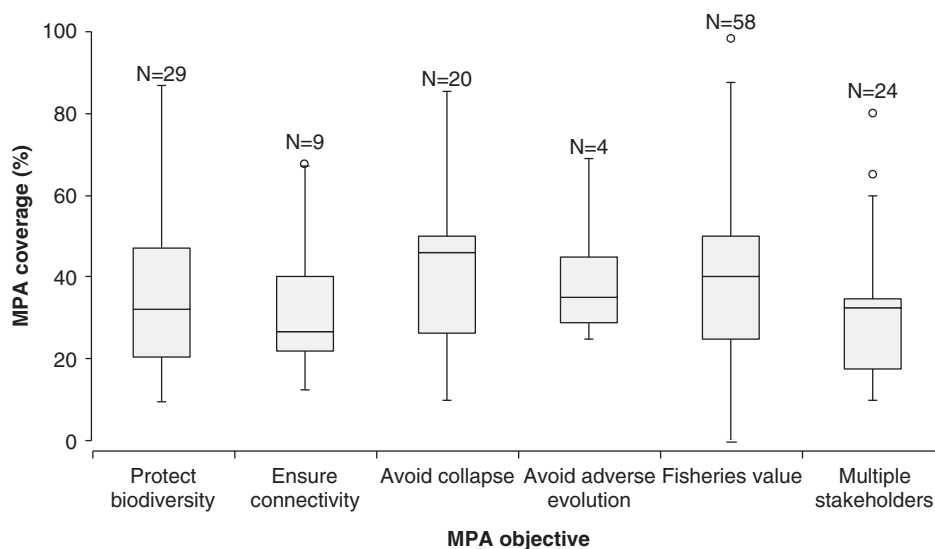 MPA coverage (%)
100
80
60
40
20
0
N=29
N=9
N=20
N=4
N=58
N=24
Protect
biodiversity
Ensure
connectivity
Avoid collapse
Avoid adverse
evolution
Fisheries value
Multiple
stakeholders
MPA objective